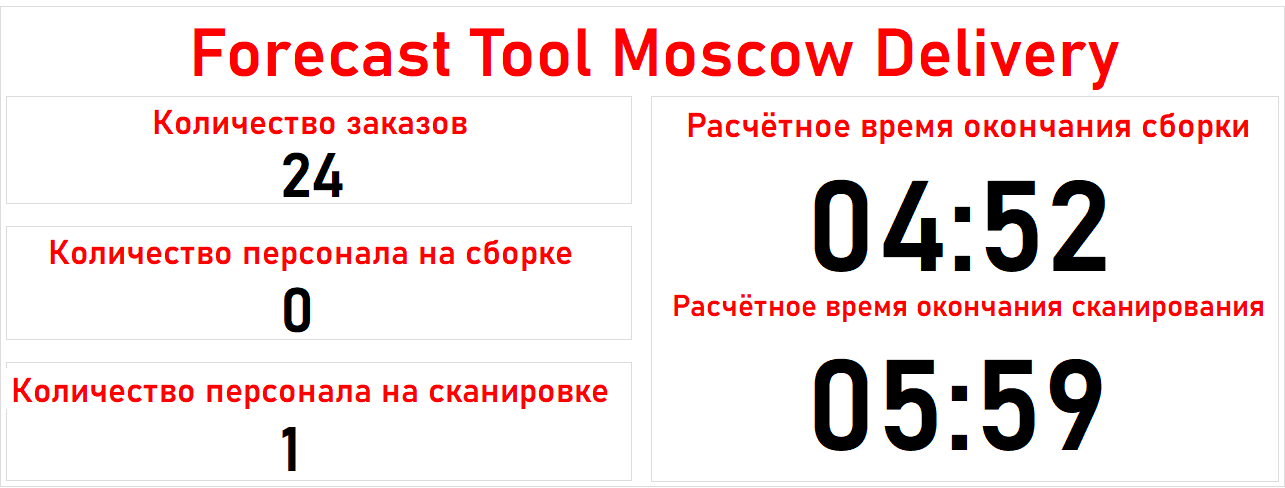 Forecast Tool Moscow Delivery
Количество заказов
24
Количество персонала на сборке
0
Количество персонала на сканировке
1
Расчётное время окончания сборки
04:52
Расчётное время окончания сканирования
05:59